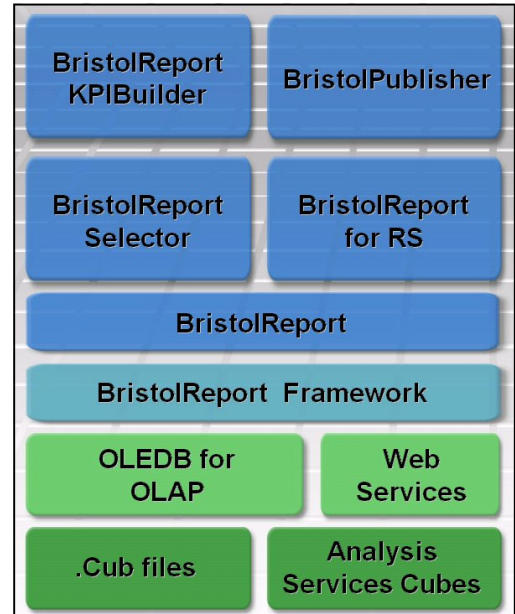 BristolReport
KPIBuilder
BristolPublisher
BristolReport
Selector
BristolReport
for RS
BristolReport
BristolReport Framework
OLEDB for
OLAP
Web
Services
.Cub files
Analysis
Services Cubes